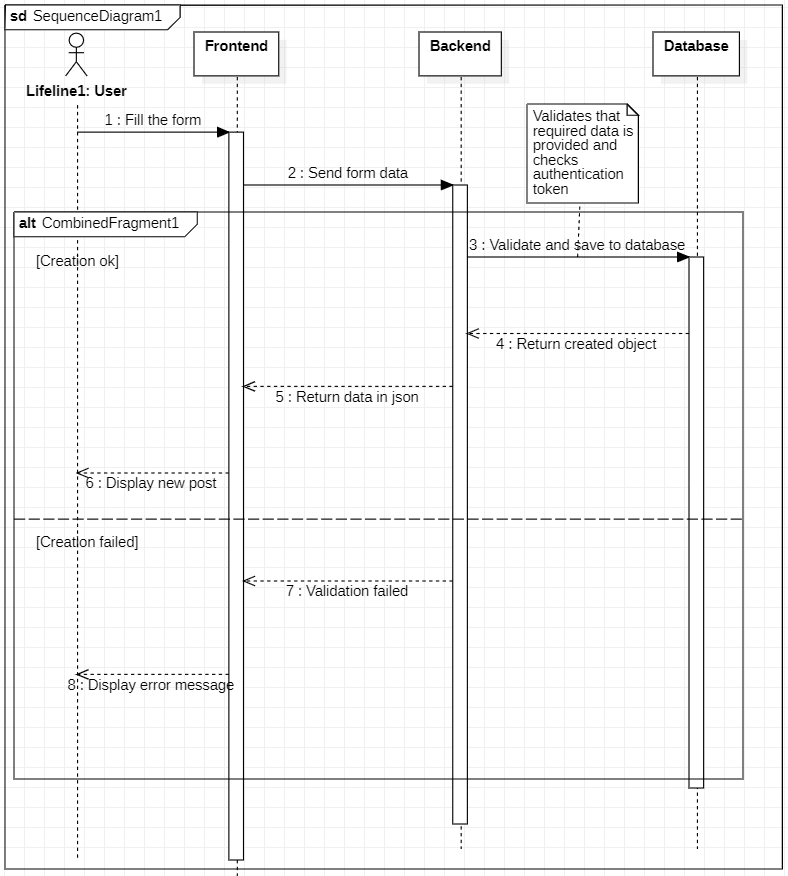 sd SequenceDiagram1
Frontend
Backend
Database
Lifeline1: User
1 : Fill the form
Validates that
required data is
provided and
checks
authentication
token
2 : Send form data
alt CombinedFragment1
3 : Validate and save to database
[Creation ok]
4 : Return created object
5 : Return data in json
6 : Display new post
[Creation failed]
7 : Validation failed
8 : Display error message